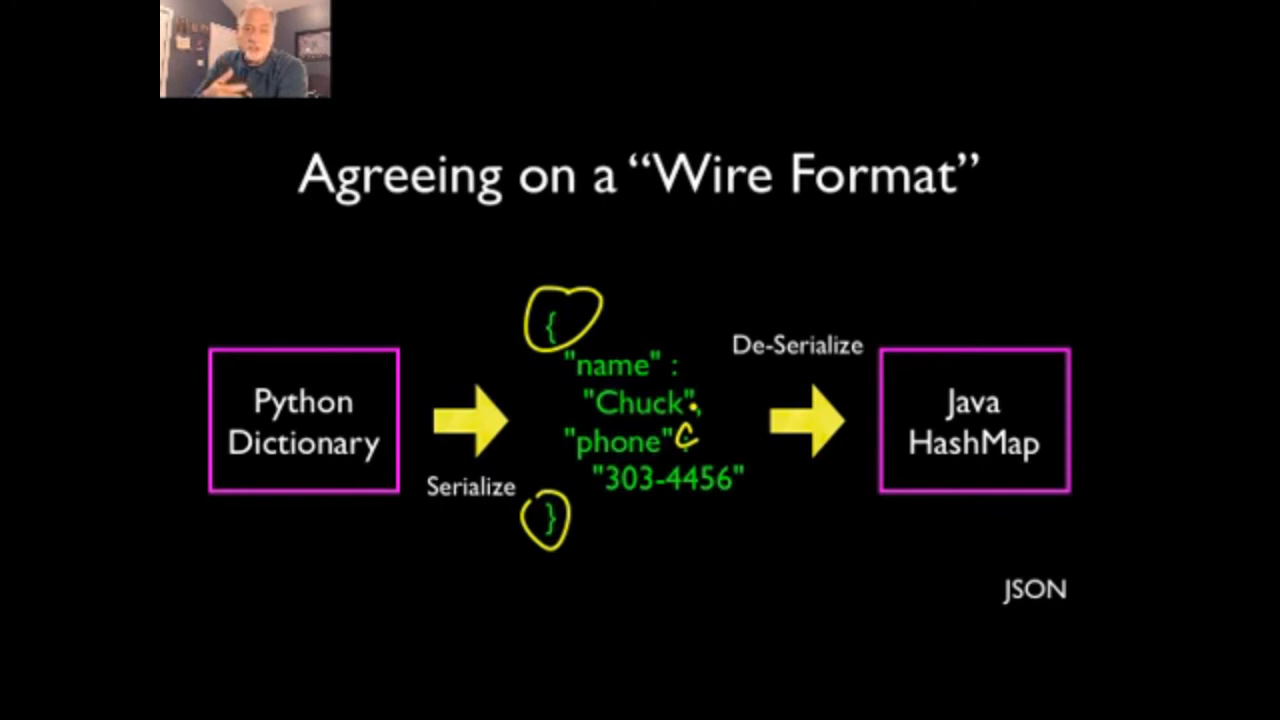 Agreeing on a “Wire Format”
Python
Dictionary
Serialize
{
"name" :
"Chuck",
"phone" :
"303-4456"
}
De-Serialize
Java
HashMap
JSON